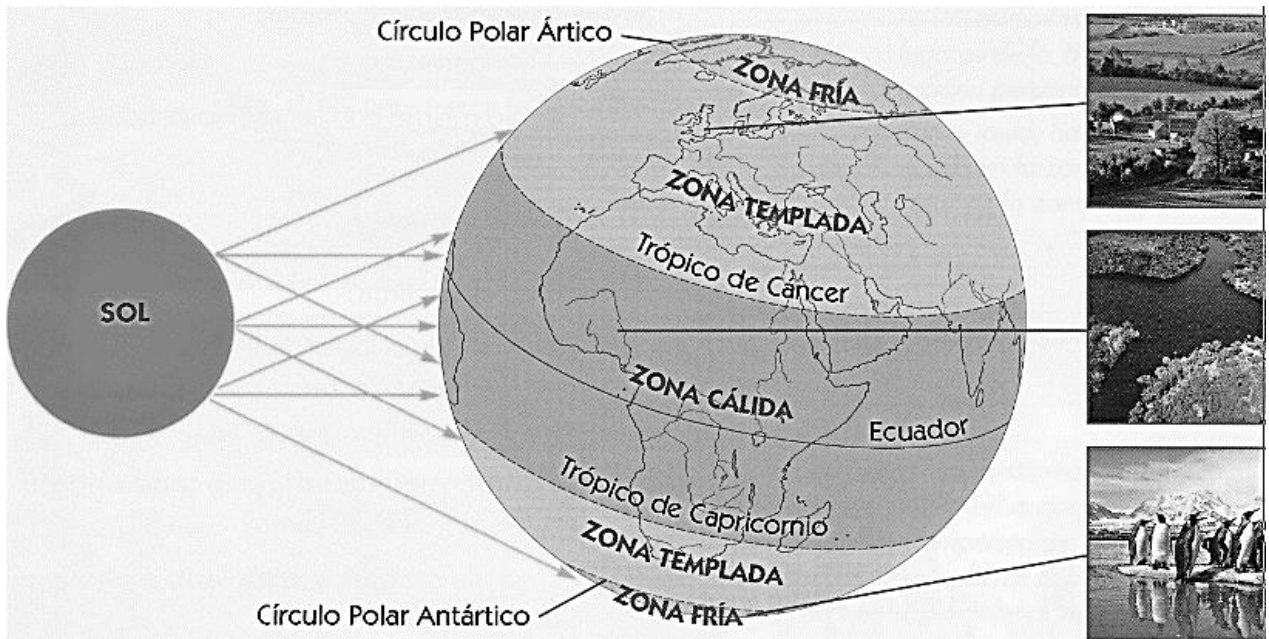 Círculo Polar Ártico
ZONA FRÍA
ZONA TEMPLADA
Trópico de Cáncer
SOL
ZONA CÁLIDA
Ecuador
Trópico de Capricornio
ZONA TEMPLADA
Círculo Polar Antártico
ZONA FRÍA